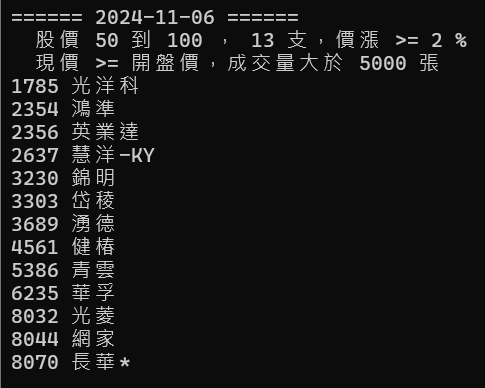 ====== 2024-11-06 ======
股價 50 到 100 , 13 支，價漲 >= 2 %
現價 >= 開盤價，成交量大於 5000 張
1785 光洋科
2354 鴻準
2356 英業達
2637 慧洋-KY
3230 錦明
3303 岱稜
3689 湧德
4561 健椿
5386 青雲
6235 華孚
8032 光菱
8044 網家
8070 長華*